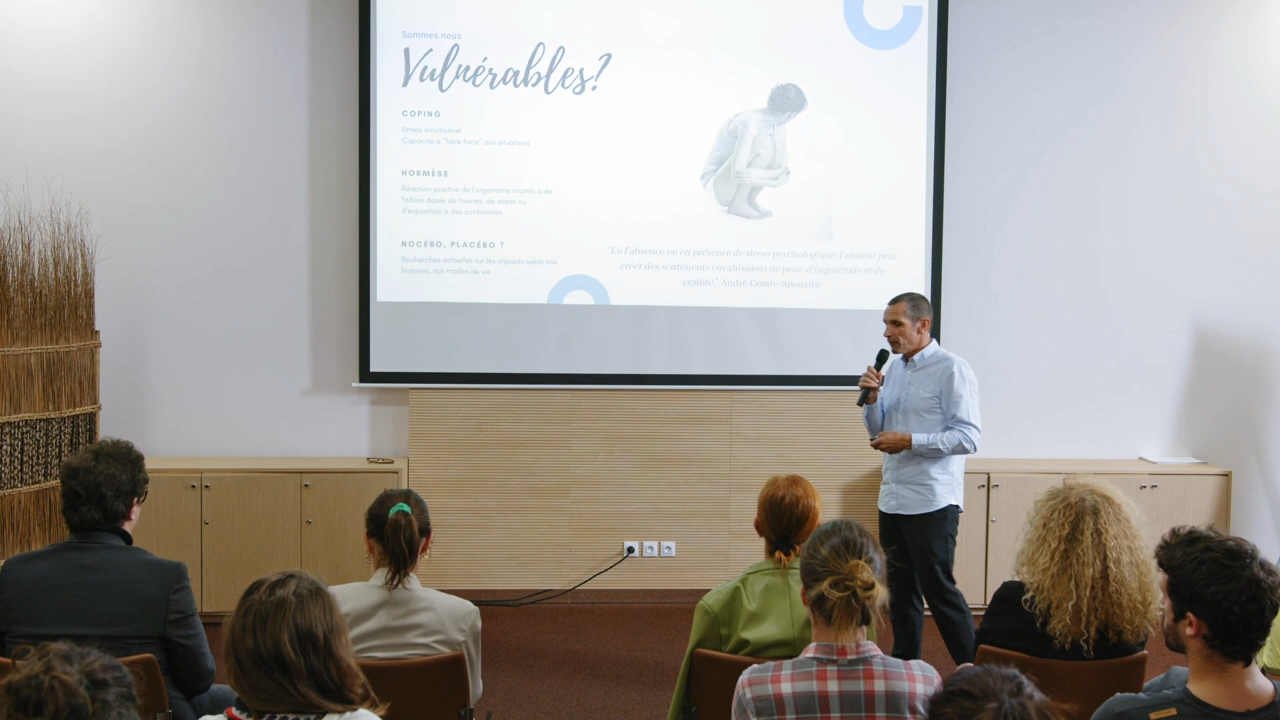 Sommes nous
Vulnérables?
COPING
Stress émotionnel
Capacité à "faire face" aux situations
HORMÈSE
Réaction positive de l'organisme soumis à de
faibles doses de toxines, de stress ou
d'exposition à des contraintes
NOCÉBO, PLACÉBO ?
Recherches actuelles sur les impacts selon nos
histoires, nos modes de vie ...
"En l'absence ou en présence de stress psychologique, l'anxiété peut
créer des sentiments envahissants de peur, d'inquiétude et de
crainte." André Comte-Sponville